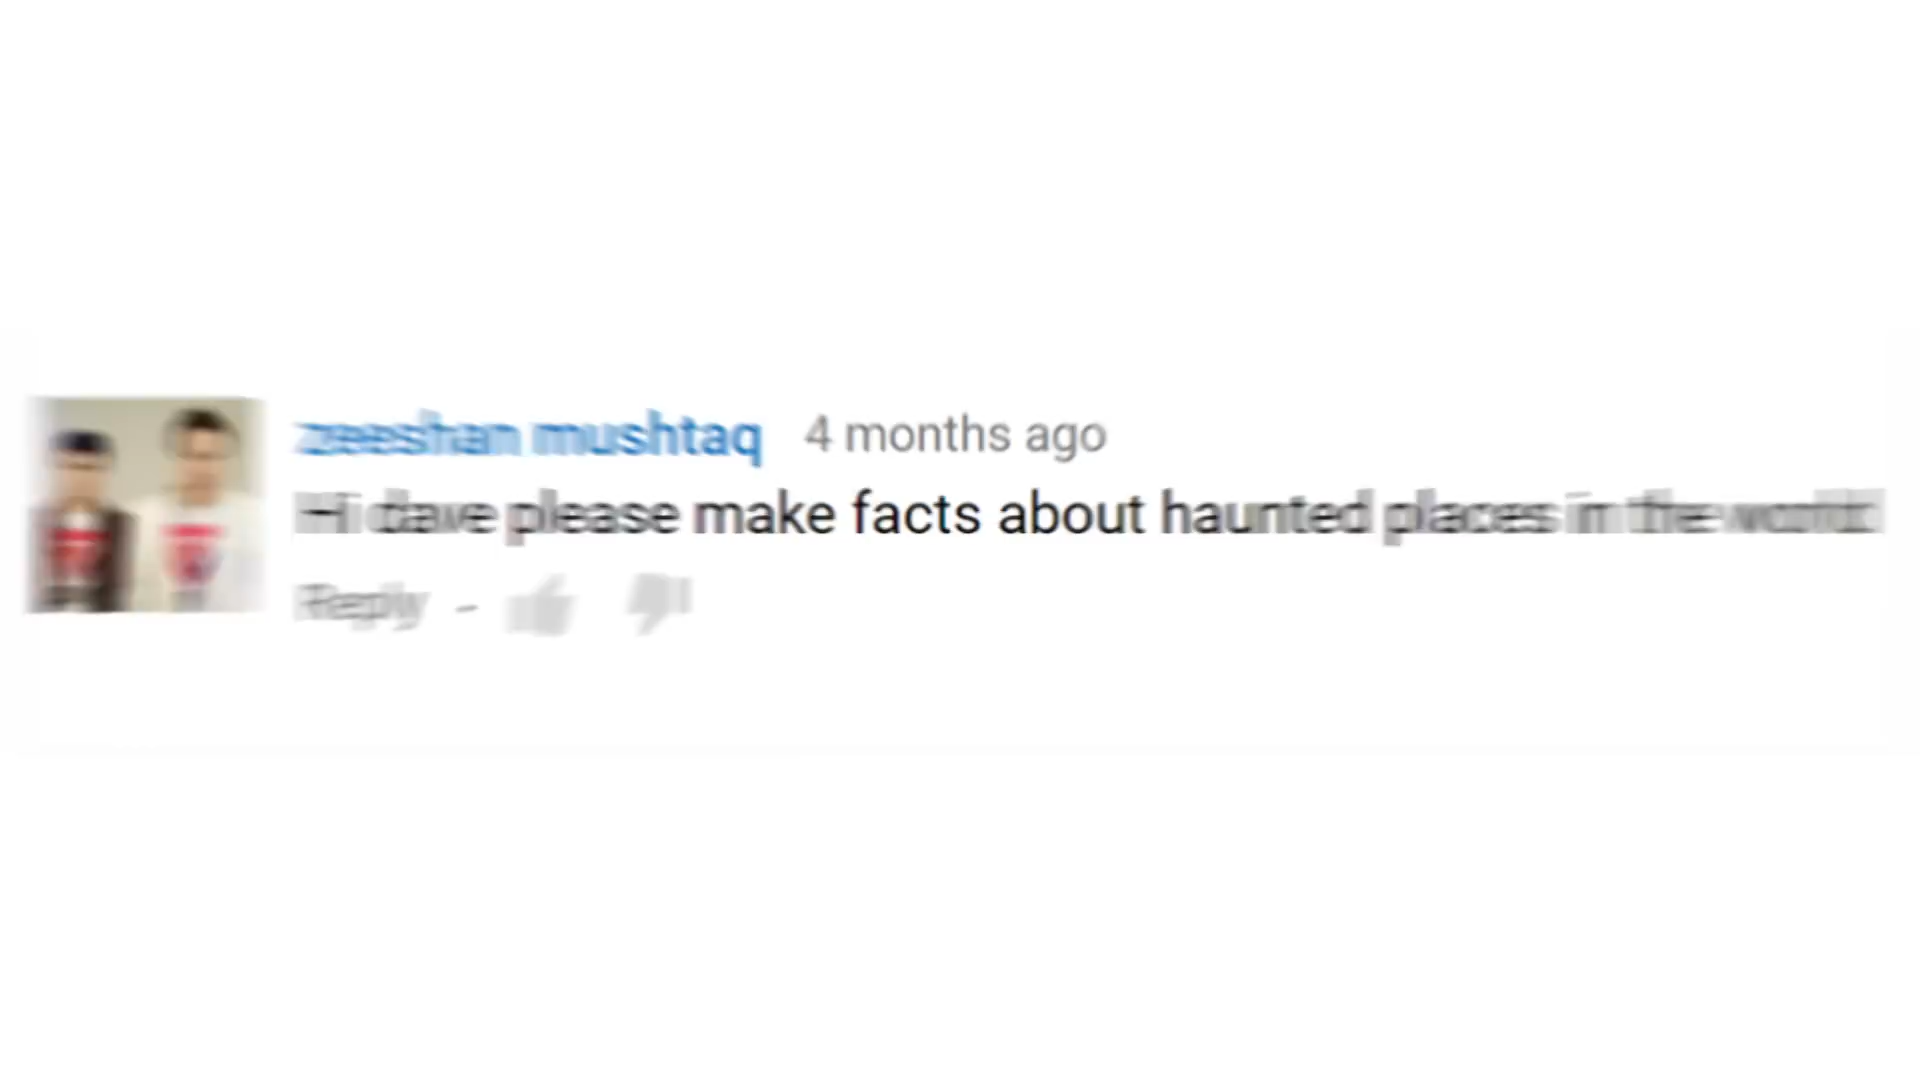 zeeshan mushtaq 4 months ago
Hi dave please make facts about haunted places in the world
Reply -